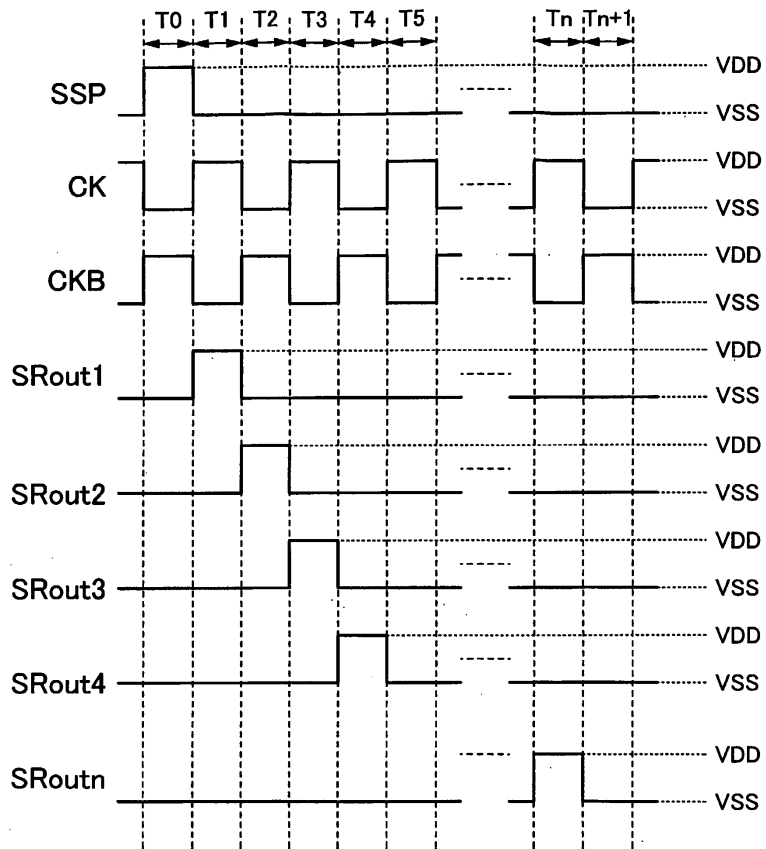 T0 T1 T2 T3 T4 T5 Tn Tn+1
VDD
SSP
VSS
VDD
CK
VSS
VDD
CKB
VSS
VDD
SRout1
VSS
VDD
SRout2
VSS
VDD
SRout3
VSS
VDD
SRout4
VSS
VDD
SRoutn
VSS